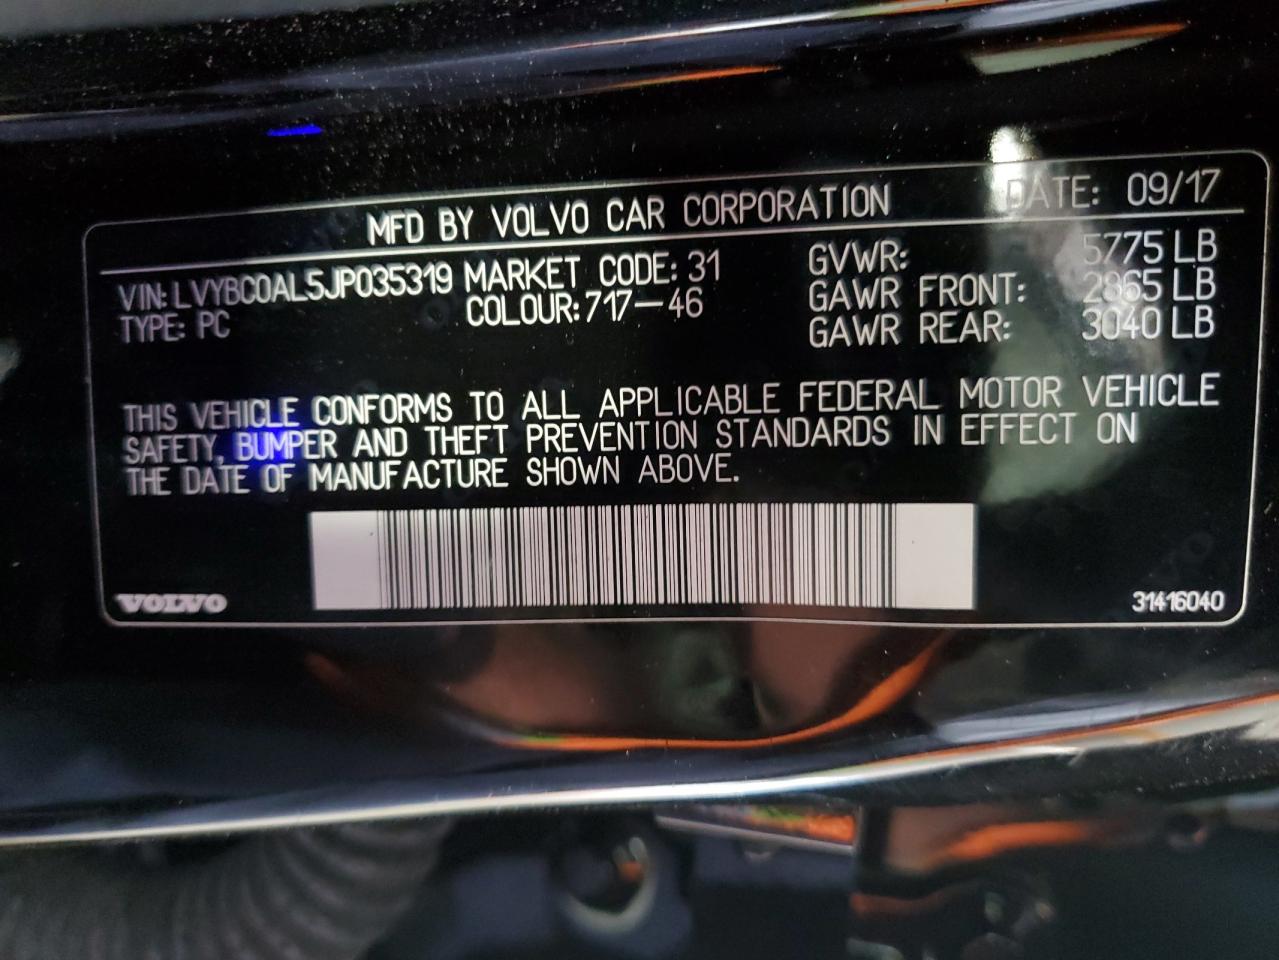 MFD BY VOLVO CAR CORPORATION DATE: 09/17
VIN: LVYBC0AL5JP035319 MARKET CODE: 31 GVWR: 5775 LB
TYPE: PC COLOUR: 717-46 GAWR FRONT: 2865 LB
GAWR REAR: 3040 LB
THIS VEHICLE CONFORMS TO ALL APPLICABLE FEDERAL MOTOR VEHICLE
SAFETY, BUMPER AND THEFT PREVENTION STANDARDS IN EFFECT ON
THE DATE OF MANUFACTURE SHOWN ABOVE.
VOLVO 31416040